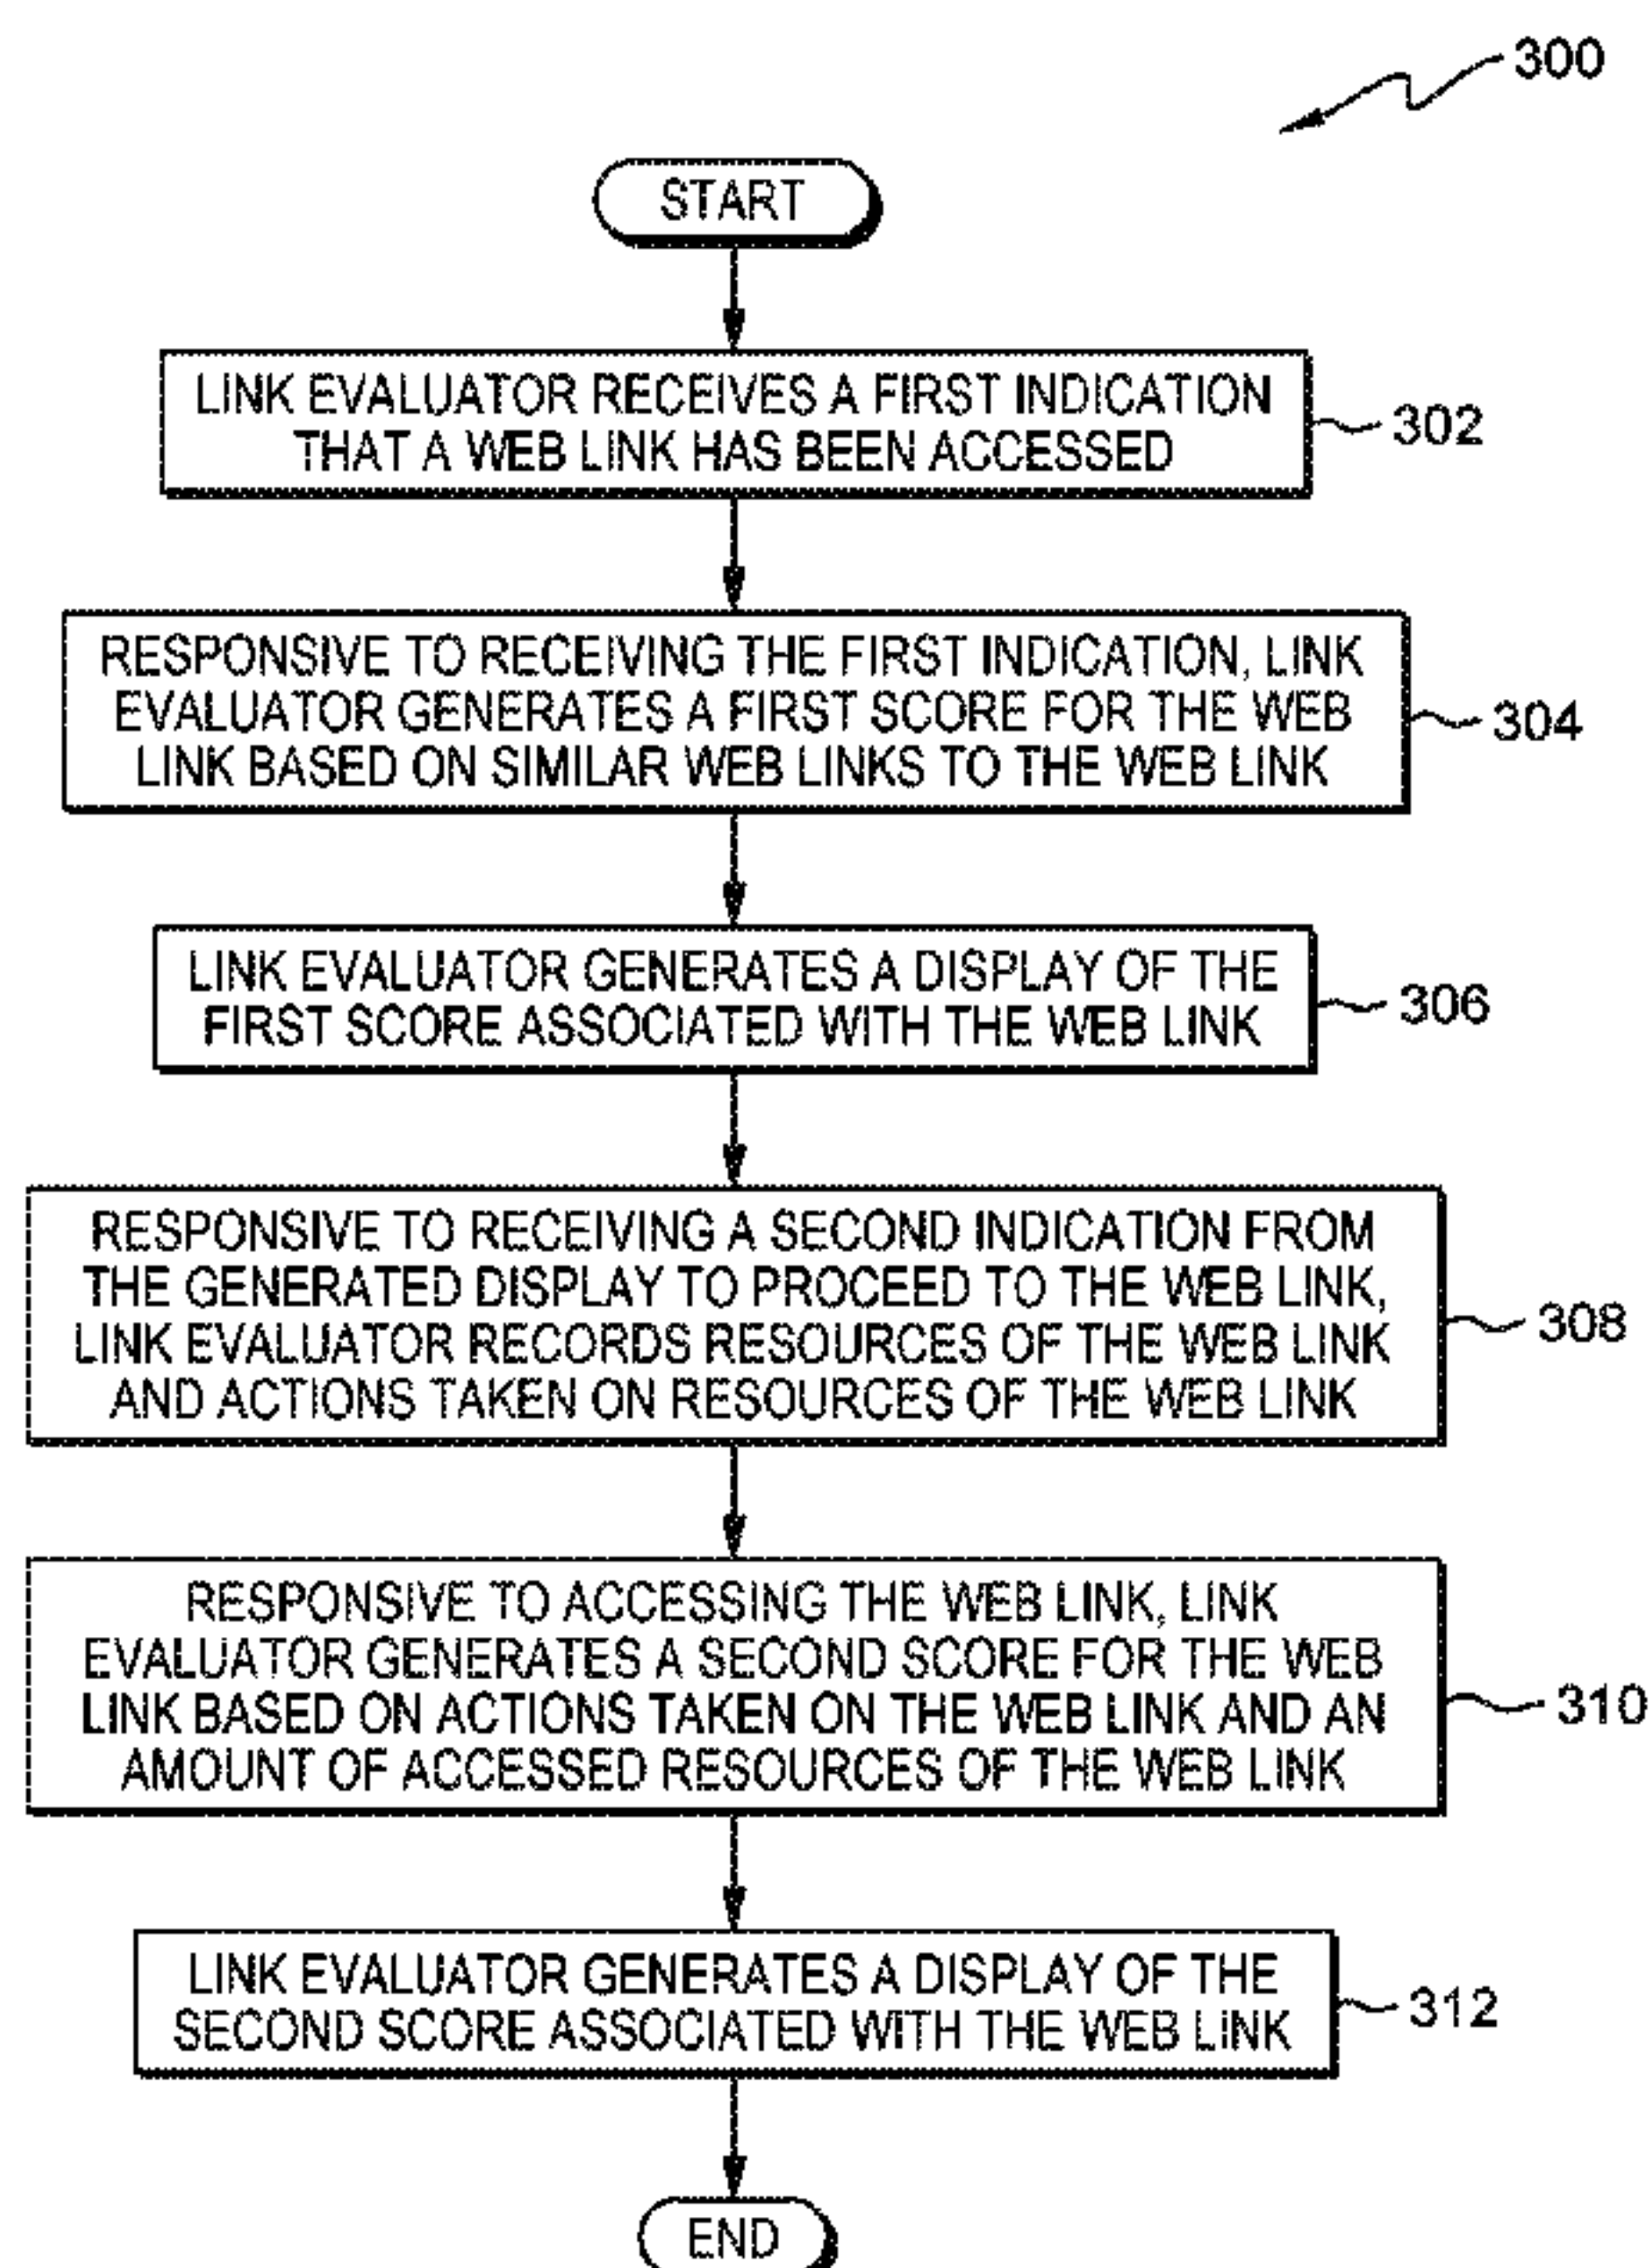 300
START
LINK EVALUATOR RECEIVES A FIRST INDICATION
THAT A WEB LINK HAS BEEN ACCESSED
302
RESPONSIVE TO RECEIVING THE FIRST INDICATION, LINK
EVALUATOR GENERATES A FIRST SCORE FOR THE WEB
LINK BASED ON SIMILAR WEB LINKS TO THE WEB LINK
304
LINK EVALUATOR GENERATES A DISPLAY OF THE
FIRST SCORE ASSOCIATED WITH THE WEB LINK
306
RESPONSIVE TO RECEIVING A SECOND INDICATION FROM
THE GENERATED DISPLAY TO PROCEED TO THE WEB LINK,
LINK EVALUATOR RECORDS RESOURCES OF THE WEB LINK
AND ACTIONS TAKEN ON RESOURCES OF THE WEB LINK
308
RESPONSIVE TO ACCESSING THE WEB LINK, LINK
EVALUATOR GENERATES A SECOND SCORE FOR THE WEB
LINK BASED ON ACTIONS TAKEN ON THE WEB LINK AND AN
AMOUNT OF ACCESSED RESOURCES OF THE WEB LINK
310
LINK EVALUATOR GENERATES A DISPLAY OF THE
SECOND SCORE ASSOCIATED WITH THE WEB LINK
312
END